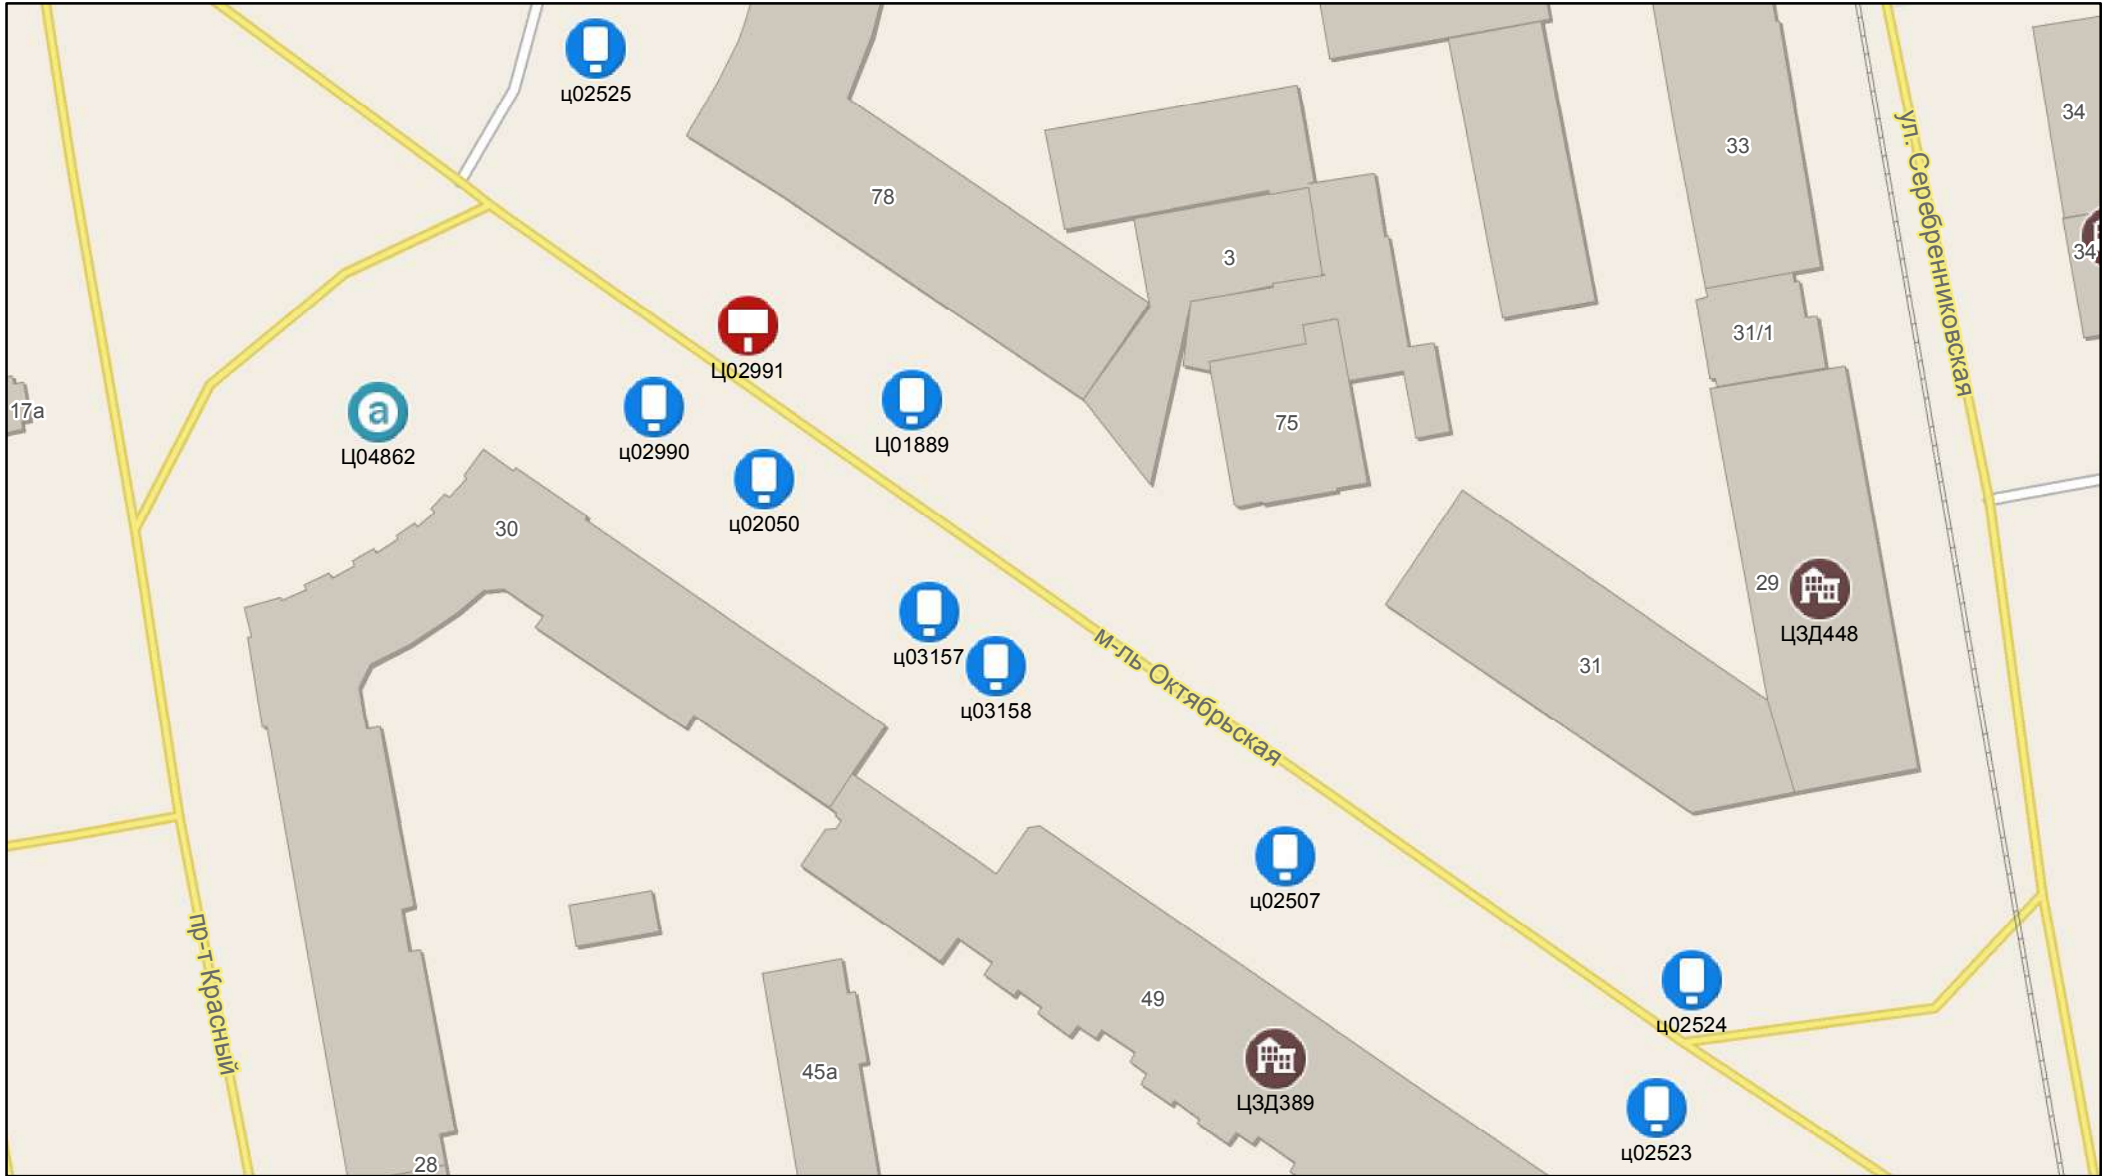 ц02525
34
33
78
ул. Серебренниковская
34
3
31/1
Ц02991
17а
75
Ц01889
ц02990
Ц04862
ц02050
30
29
ЦЗД448
ц03157
31
м-ль Октябрьская
ц03158
ц02507
пр-т Красный
49
ц02524
45а
ЦЗД389
ц02523
28